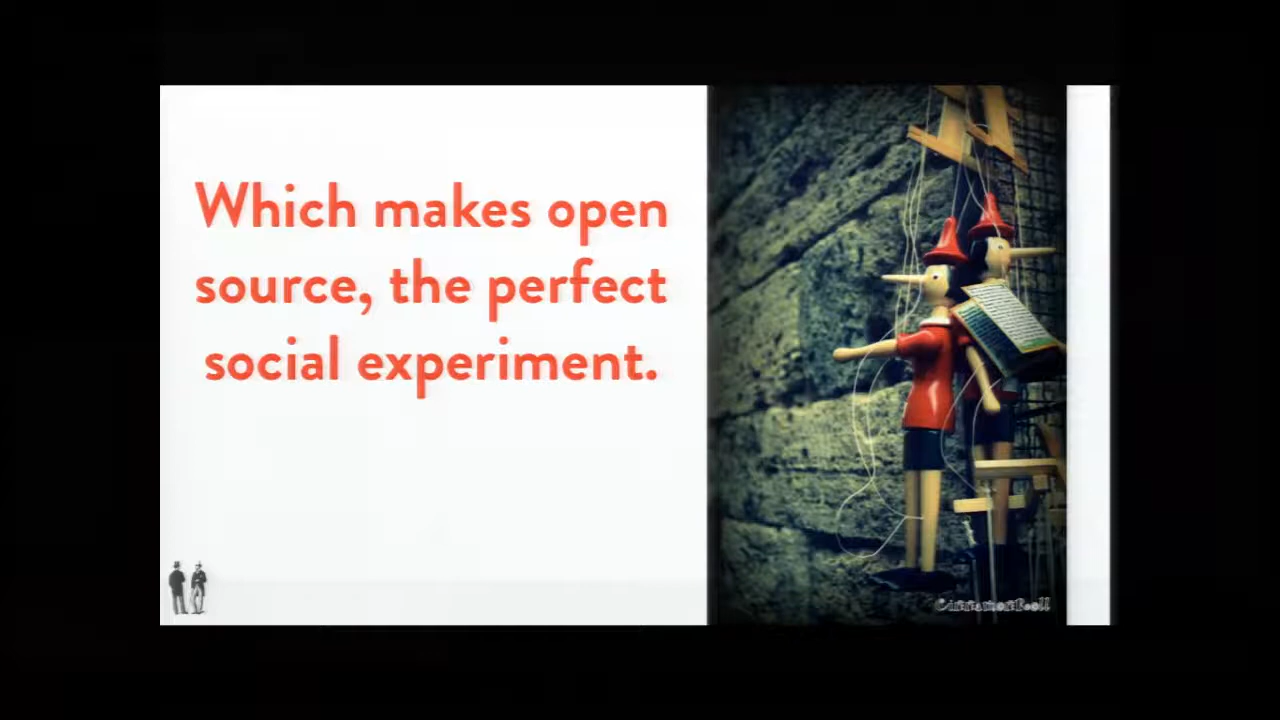 Which makes open
source, the perfect
social experiment.